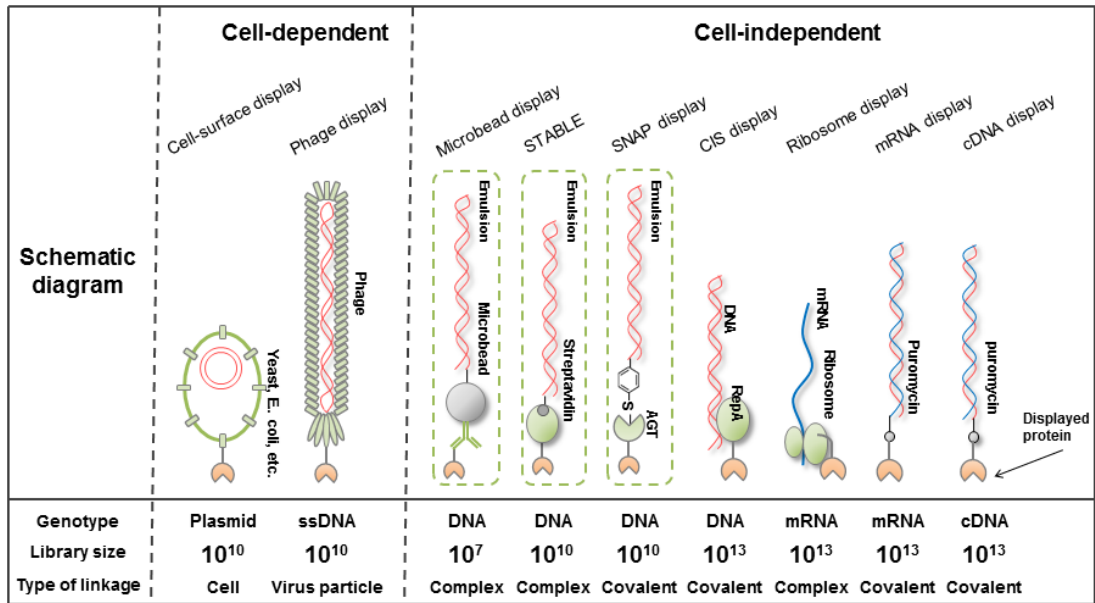 Cell-dependent
Cell-independent
Cell-surface display
Phage display
Microbead display
STABLE
SNAP display
CIS display
Ribosome display
mRNA display
cDNA display
Schematic
diagram
Yeast, E. coli, etc.
Phage
Emulsion
Microbead
Emulsion
Streptavidin
Emulsion
S
AGT
DNA
RepA
mRNA
Ribosome
Puromycin
puromycin
Displayed
protein
Genotype Plasmid ssDNA DNA DNA DNA DNA mRNA mRNA cDNA
Library size 10¹⁰ 10¹⁰ 10⁷ 10¹⁰ 10¹⁰ 10¹³ 10¹³ 10¹³ 10¹³
Type of linkage Cell Virus particle Complex Complex Covalent Covalent Complex Covalent Covalent